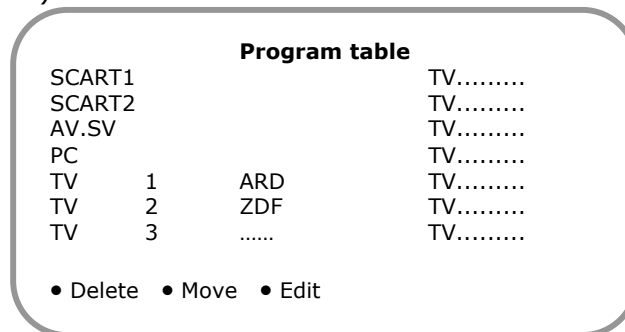 Program table
SCART1 TV.........
SCART2 TV.........
AV.SV TV.........
PC TV.........
TV 1 ARD TV.........
TV 2 ZDF TV.........
TV 3 ...... TV.........
• Delete • Move • Edit